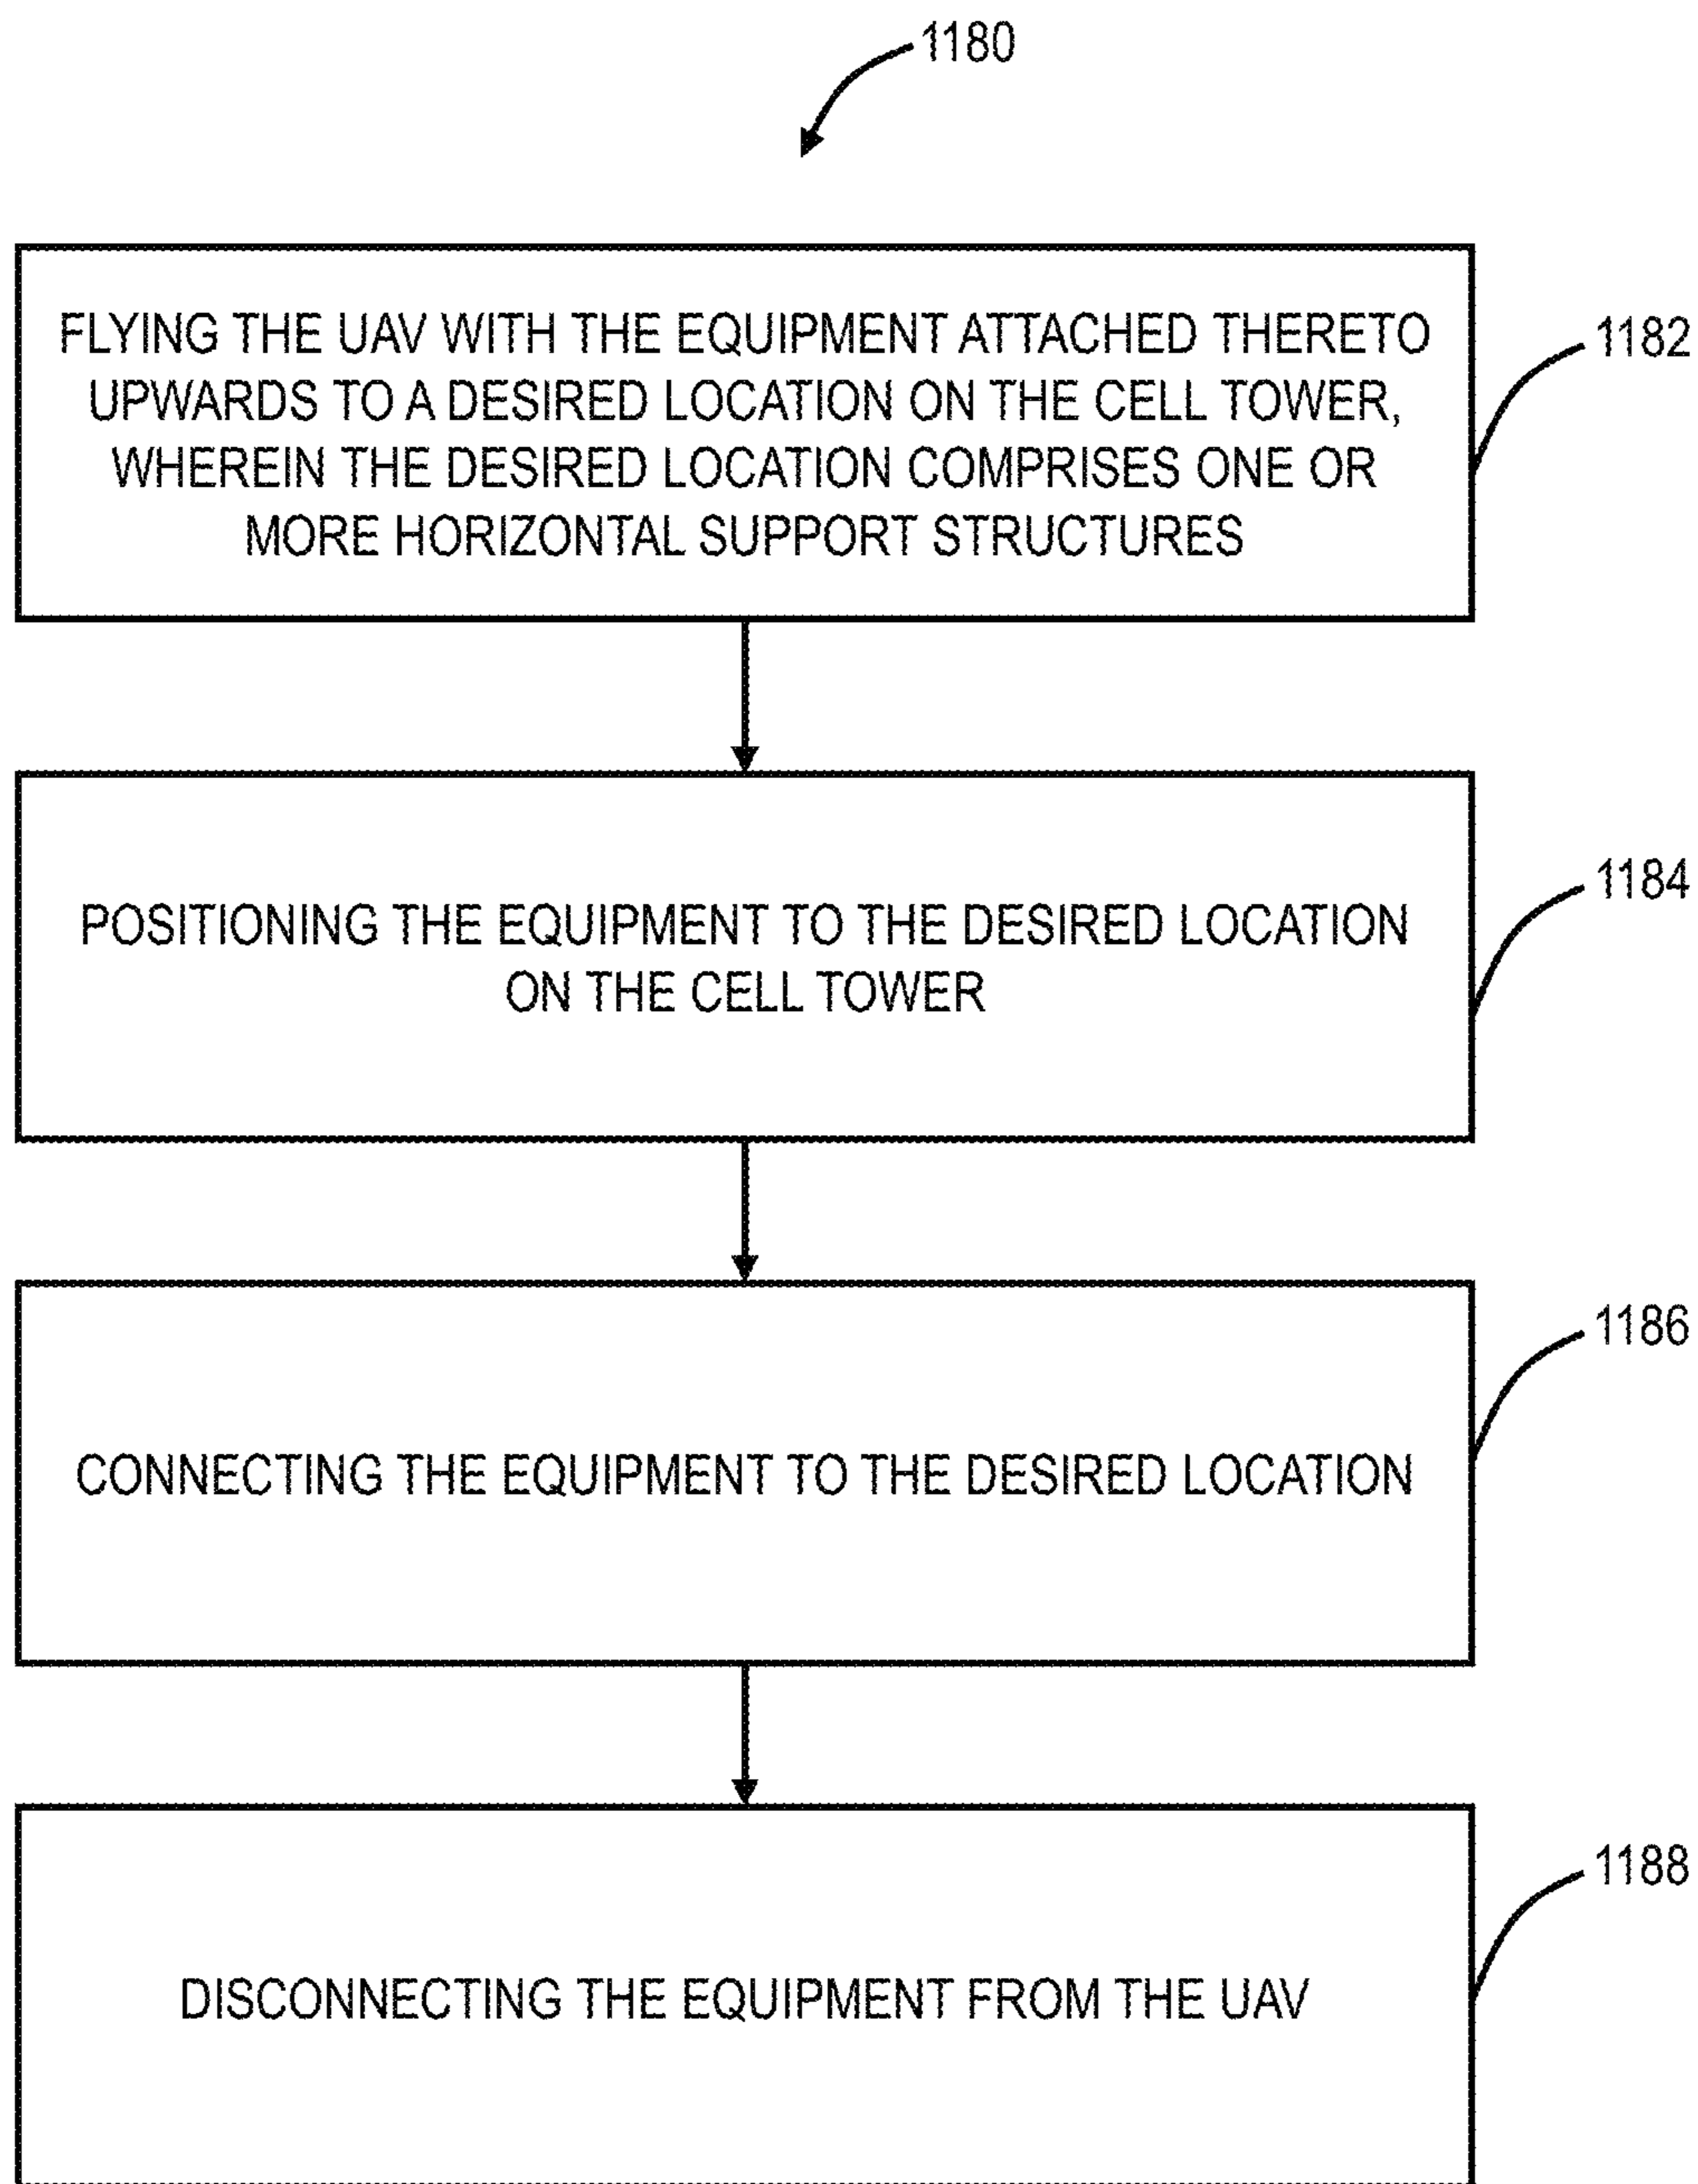 1180
FLYING THE UAV WITH THE EQUIPMENT ATTACHED THERETO
UPWARDS TO A DESIRED LOCATION ON THE CELL TOWER,
WHEREIN THE DESIRED LOCATION COMPRISES ONE OR
MORE HORIZONTAL SUPPORT STRUCTURES
1182
POSITIONING THE EQUIPMENT TO THE DESIRED LOCATION
ON THE CELL TOWER
1184
CONNECTING THE EQUIPMENT TO THE DESIRED LOCATION
1186
DISCONNECTING THE EQUIPMENT FROM THE UAV
1188